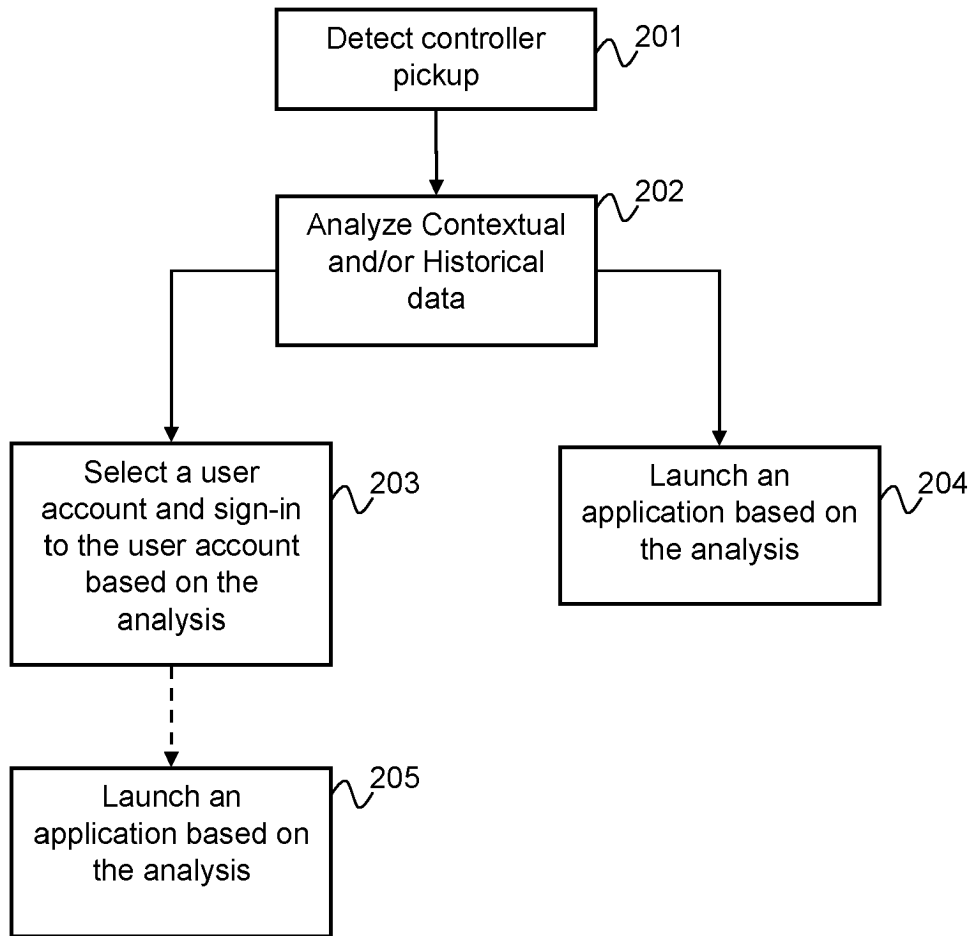 Detect controller
pickup
201
Analyze Contextual
and/or Historical
data
202
Select a user
account and sign-in
to the user account
based on the
analysis
203
Launch an
application based on
the analysis
204
Launch an
application based on
the analysis
205